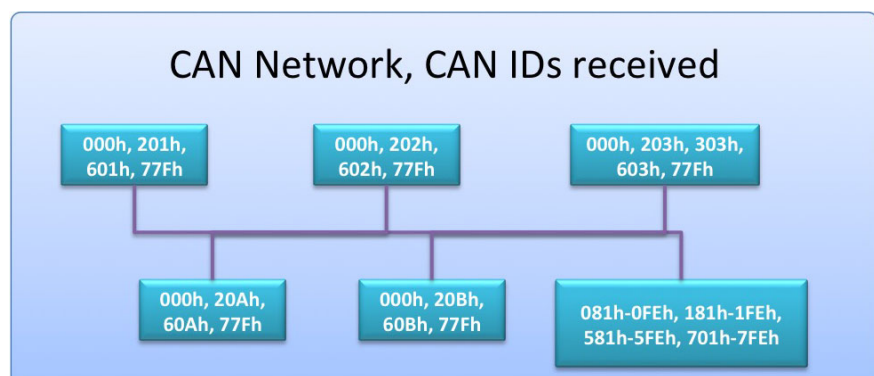 CAN Network, CAN IDs received
000h, 201h,
601h, 77Fh
000h, 202h,
602h, 77Fh
000h, 203h, 303h,
603h, 77Fh
000h, 20Ah,
60Ah, 77Fh
000h, 20Bh,
60Bh, 77Fh
081h-0FEh, 181h-1FEh,
581h-5FEh, 701h-7FEh